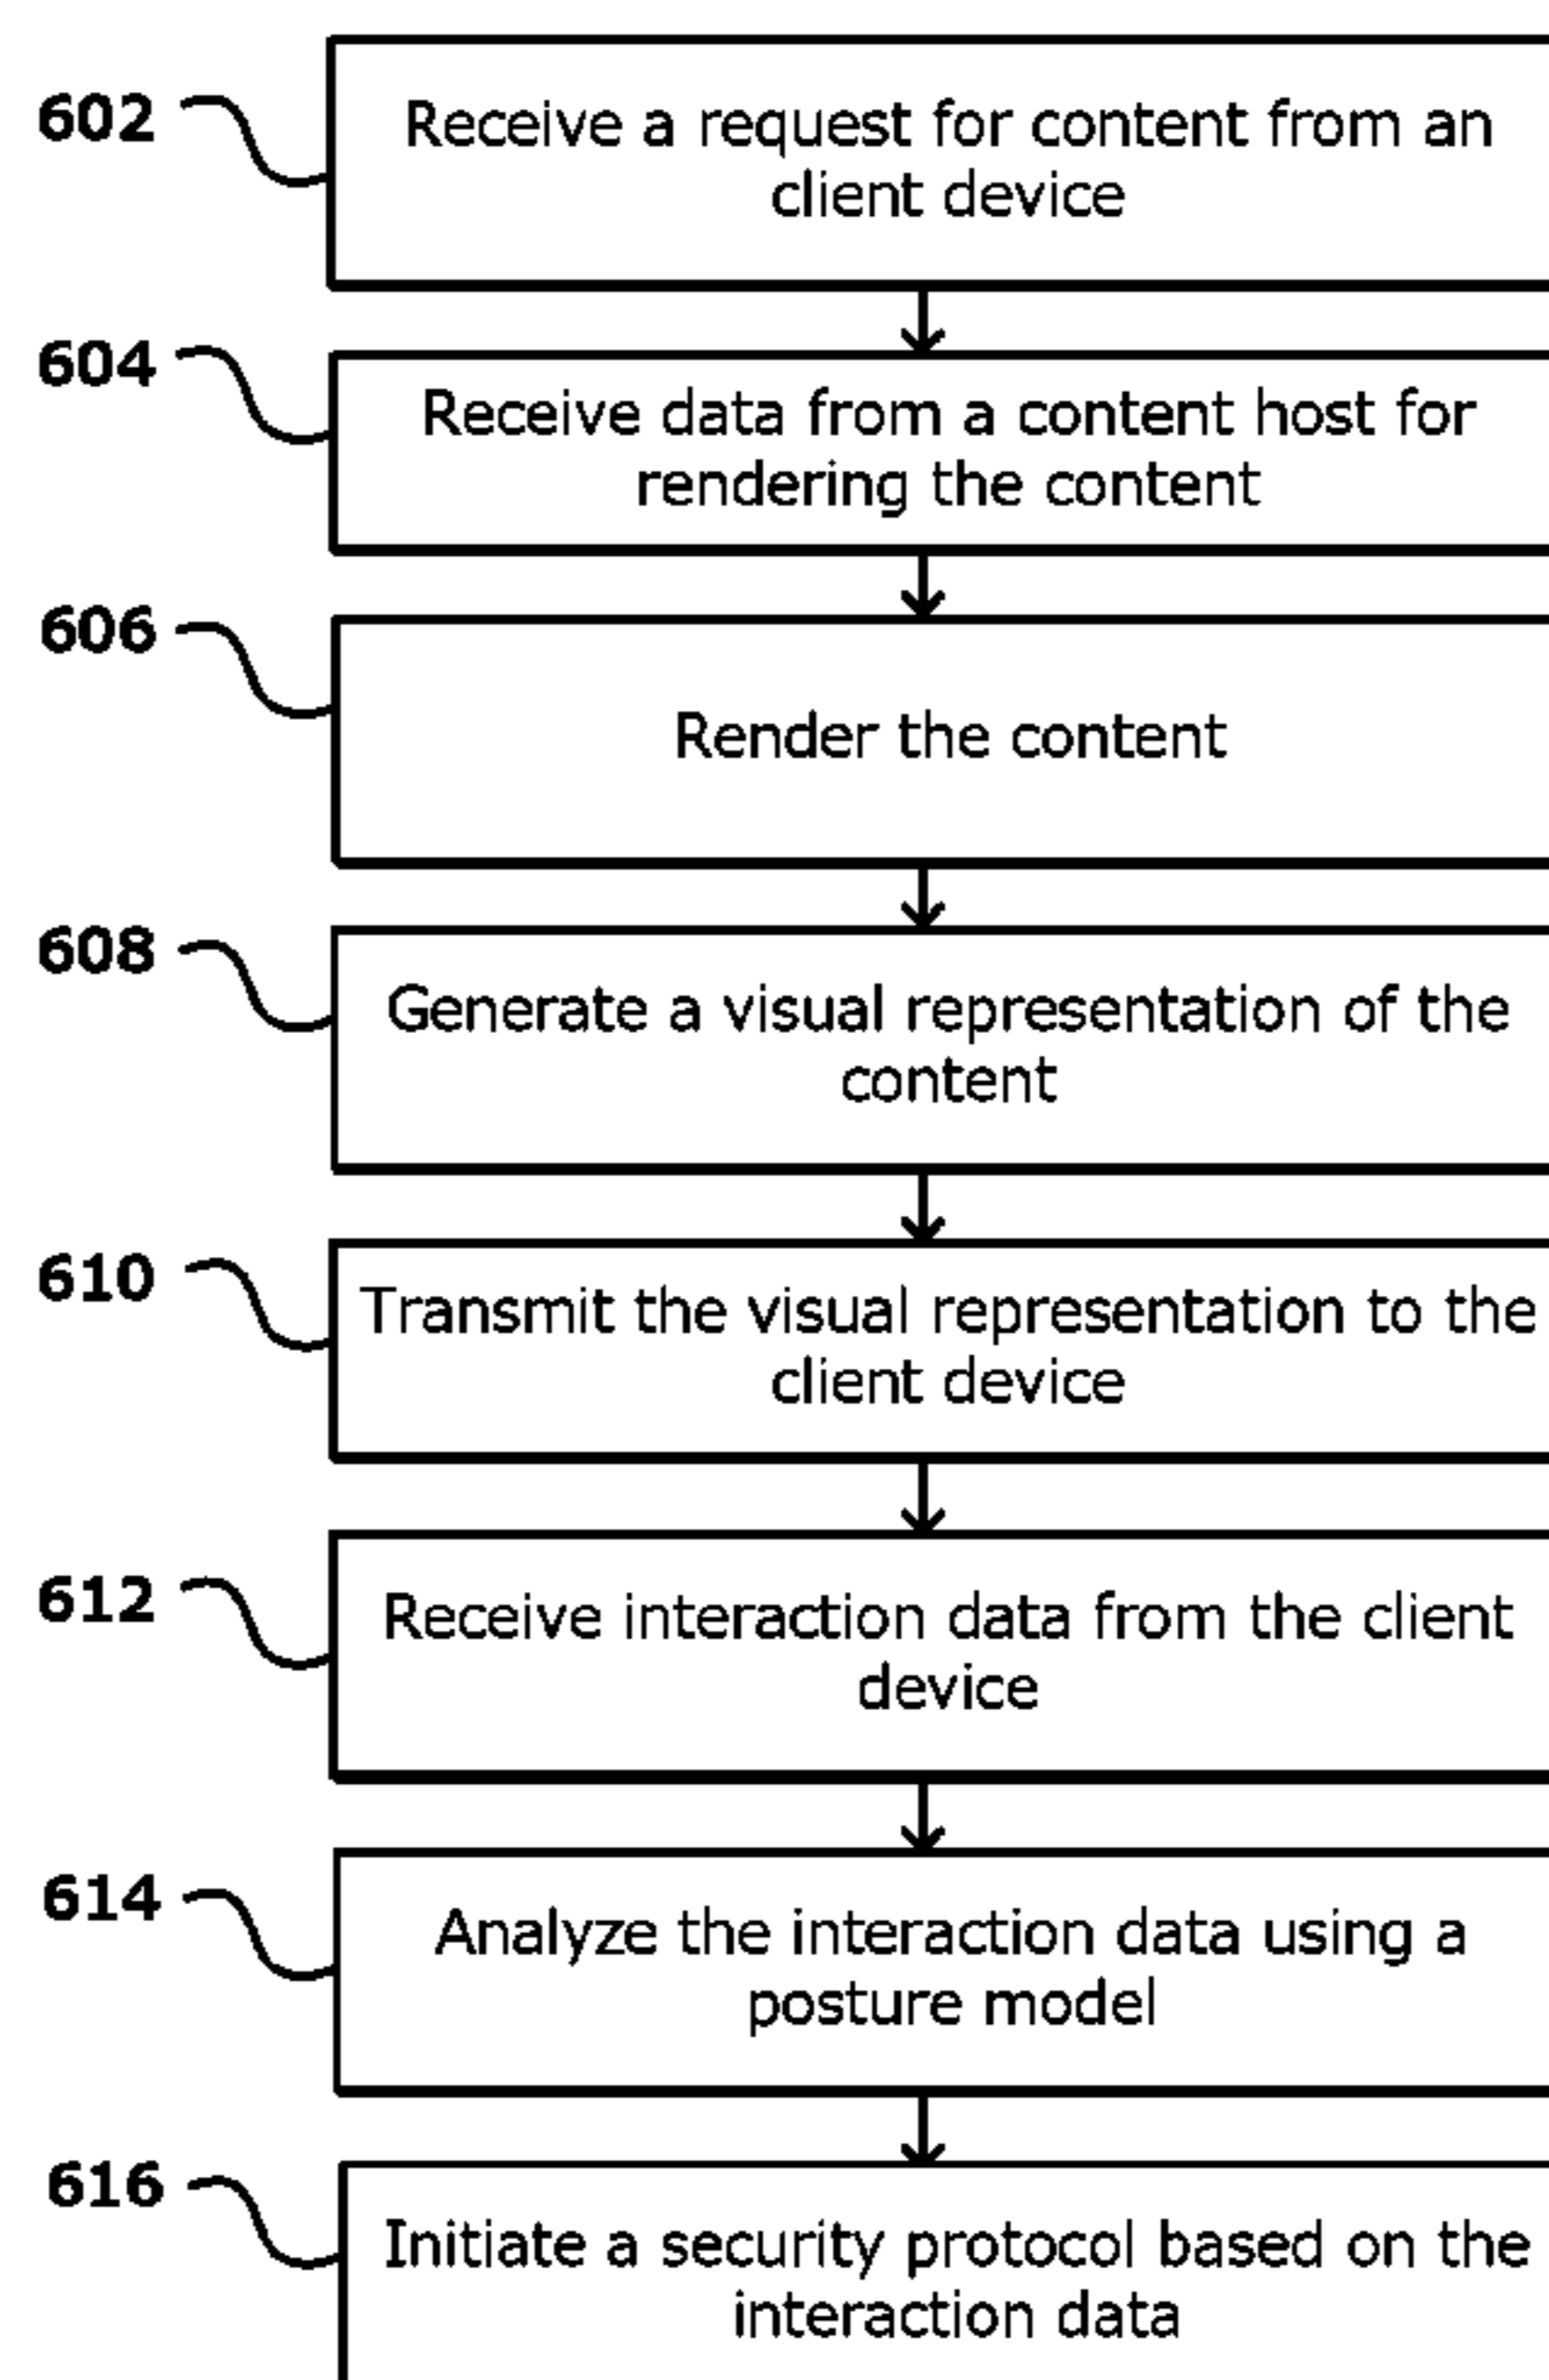 602
Receive a request for content from an
client device
604
Receive data from a content host for
rendering the content
606
Render the content
608
Generate a visual representation of the
content
610
Transmit the visual representation to the
client device
612
Receive interaction data from the client
device
614
Analyze the interaction data using a
posture model
616
Initiate a security protocol based on the
interaction data